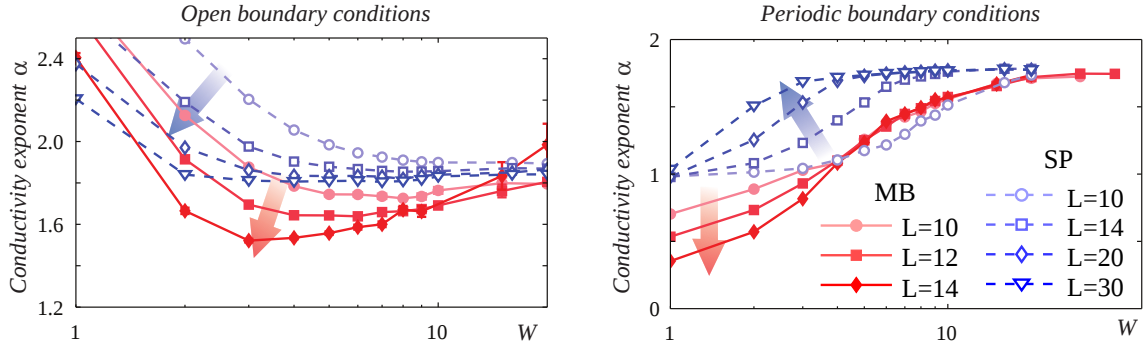 Open boundary conditions
Conductivity exponent α
2.4
2.0
1.6
1.2
1
10
W
Periodic boundary conditions
Conductivity exponent α
2
1
0
1
10
W
MB
L=10
L=12
L=14
SP
L=10
L=14
L=20
L=30